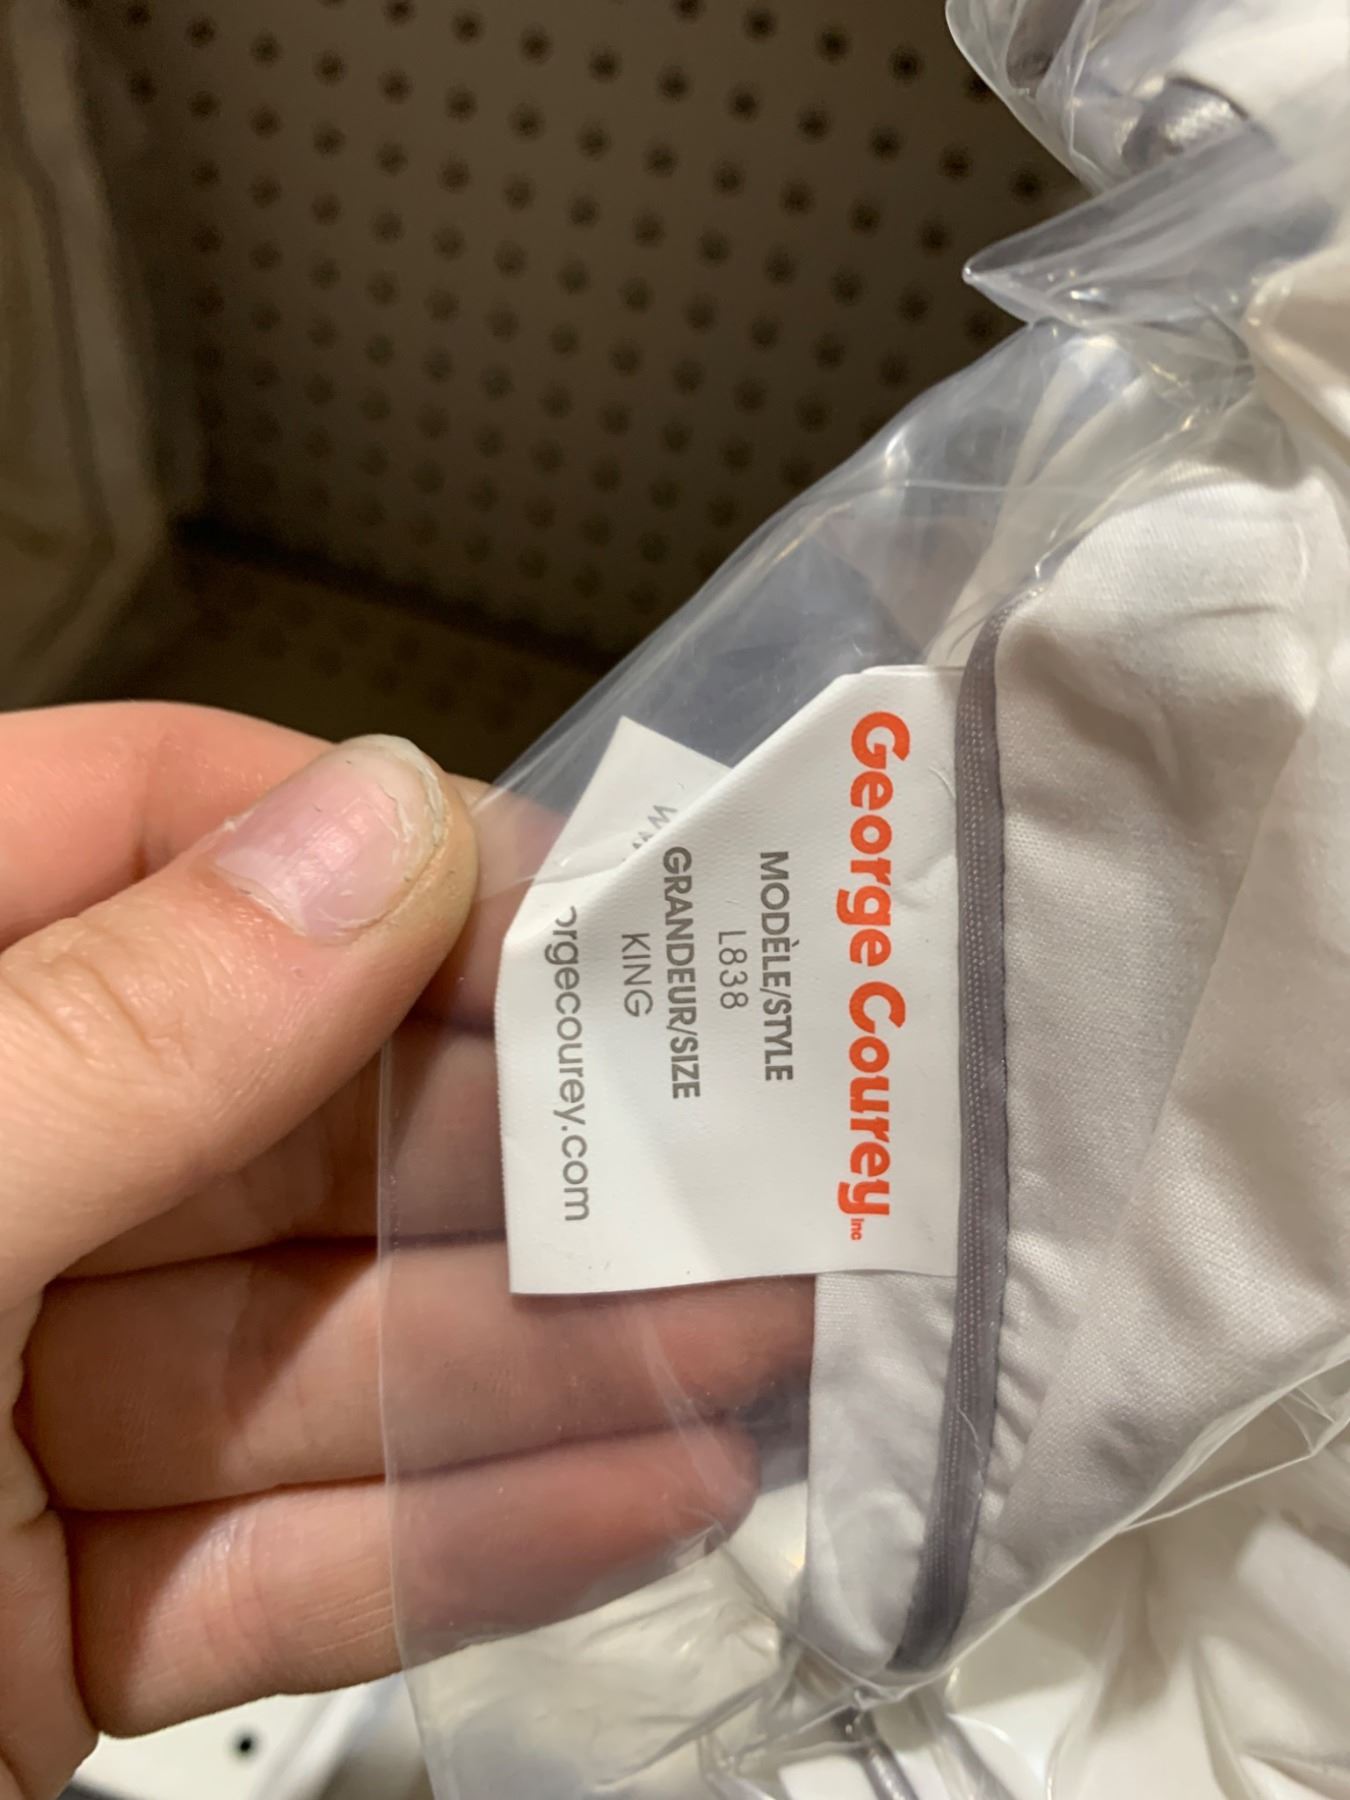 George Courey Inc
MODÈLE/STYLE
L838
GRANDEUR/SIZE
KING
orgecourey.com